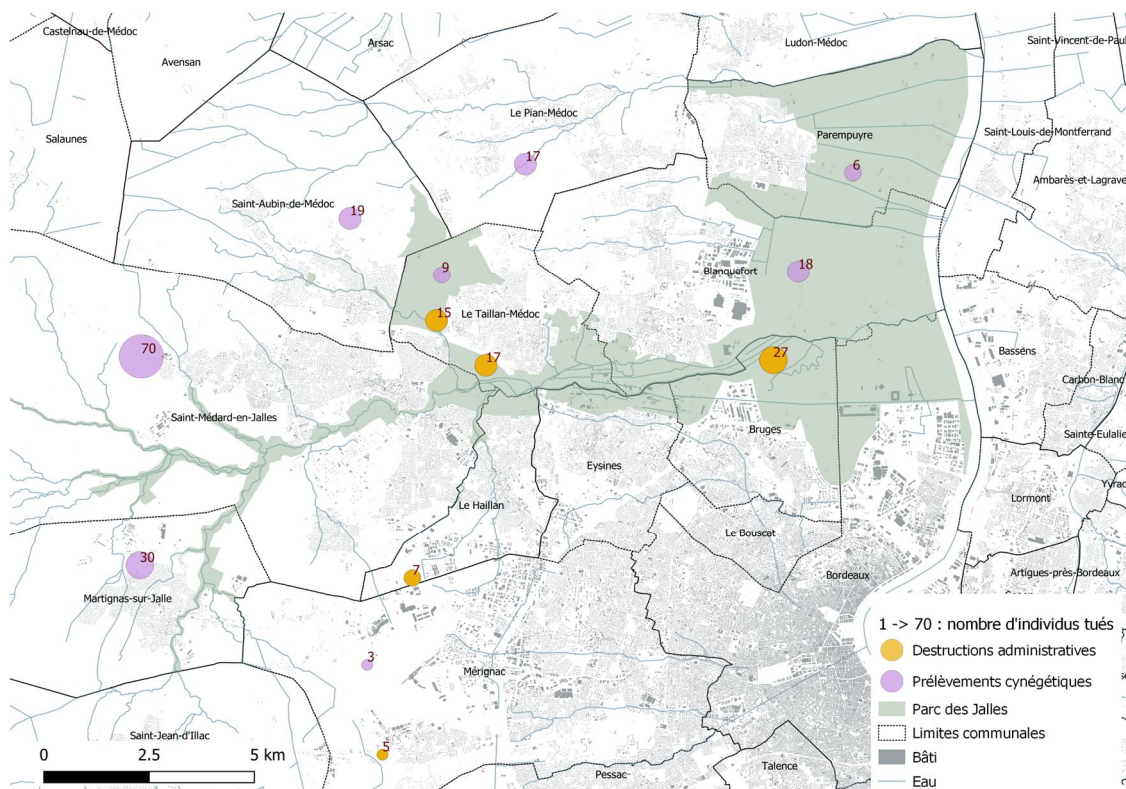 Castelnau-de-Médoc
Arsac
Ludon-Médoc
Saint-Vincent-de-Paul
Avensan
Le Pian-Médoc
Salaunes
Parempuyre
Saint-Louis-de-Montferrand
17
6
Ambarès-et-Lagrave
Saint-Aubin-de-Médoc
19
9
18
Blanquefort
15
Le Taillan-Médoc
70
17
27
Bassens
Carbon-Blanc
Saint-Médard-en-Jalles
Bruges
Sainte-Eulalie
Eysines
Yvrac
Le Haillan
Lormont
Le Bouscat
30
7
Bordeaux
Artigues-près-Bordeaux
Martignas-sur-Jalle
3
Mérignac
Saint-Jean-d'Illac
5
Pessac
Talence
0 2.5 5 km
1 -> 70 : nombre d'individus tués
Destructions administratives
Prélèvements cynégétiques
Parc des Jalles
Limites communales
Bâti
Eau